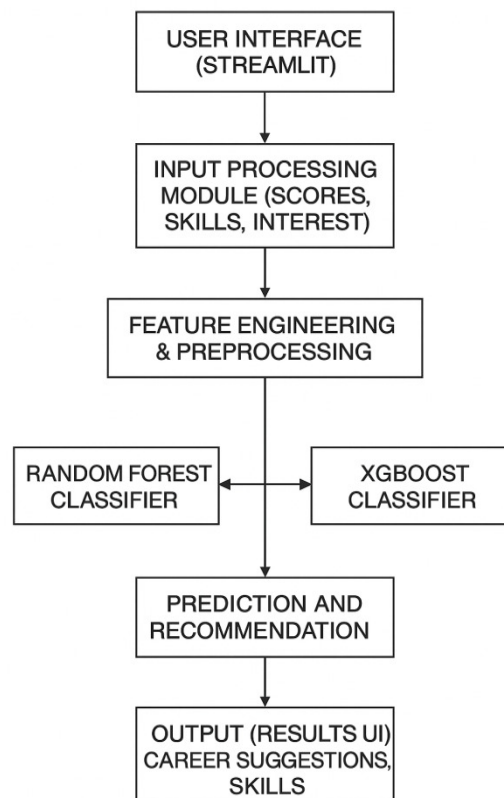 USER INTERFACE
(STREAMLIT)
INPUT PROCESSING
MODULE (SCORES,
SKILLS, INTEREST)
FEATURE ENGINEERING
& PREPROCESSING
RANDOM FOREST
CLASSIFIER
XGBOOST
CLASSIFIER
PREDICTION AND
RECOMMENDATION
OUTPUT (RESULTS UI)
CAREER SUGGESTIONS,
SKILLS